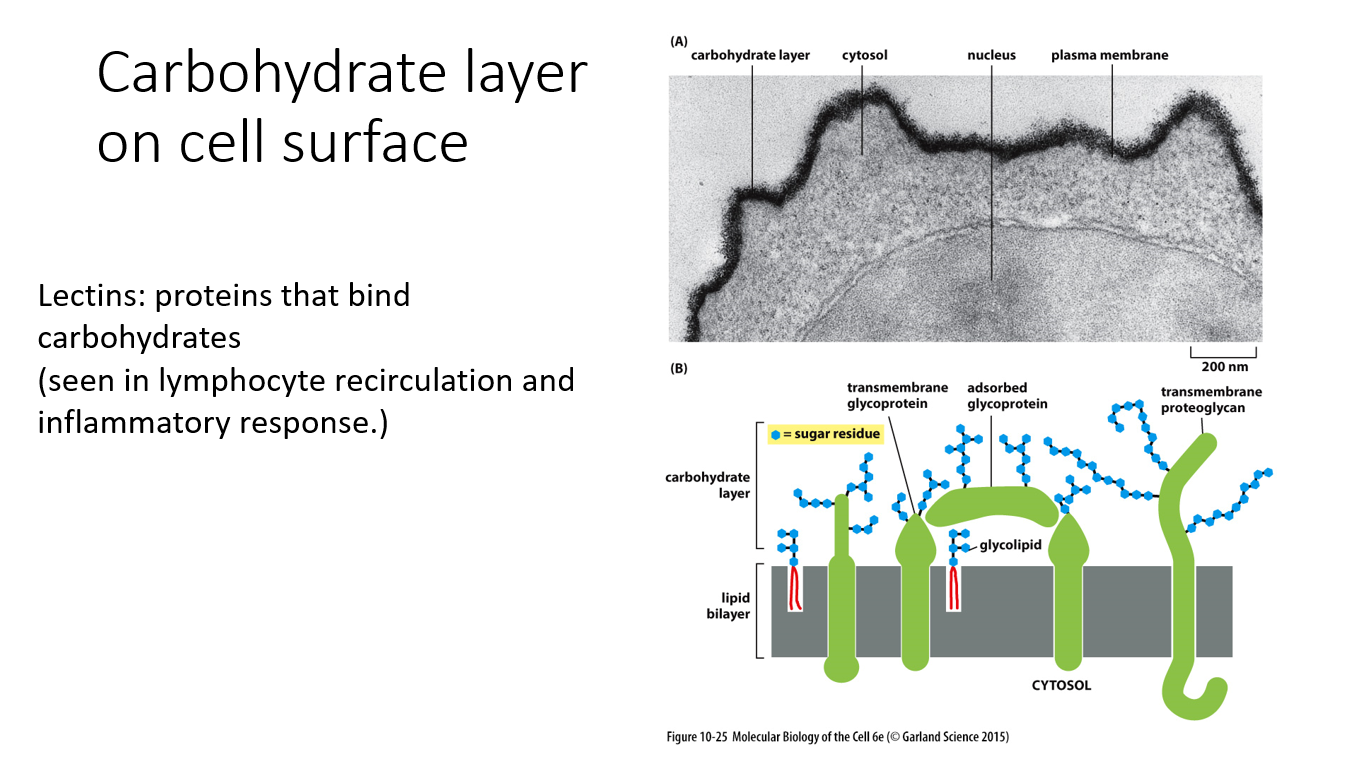 Carbohydrate layer
on cell surface
Lectins: proteins that bind
carbohydrates
(seen in lymphocyte recirculation and
inflammatory response.)
(A)
carbohydrate layer
cytosol
nucleus
plasma membrane
200 nm
(B)
transmembrane
glycoprotein
adsorbed
glycoprotein
transmembrane
proteoglycan
= sugar residue
carbohydrate
layer
glycolipid
lipid
bilayer
CYTOSOL
Figure 10-25 Molecular Biology of the Cell 6e (© Garland Science 2015)